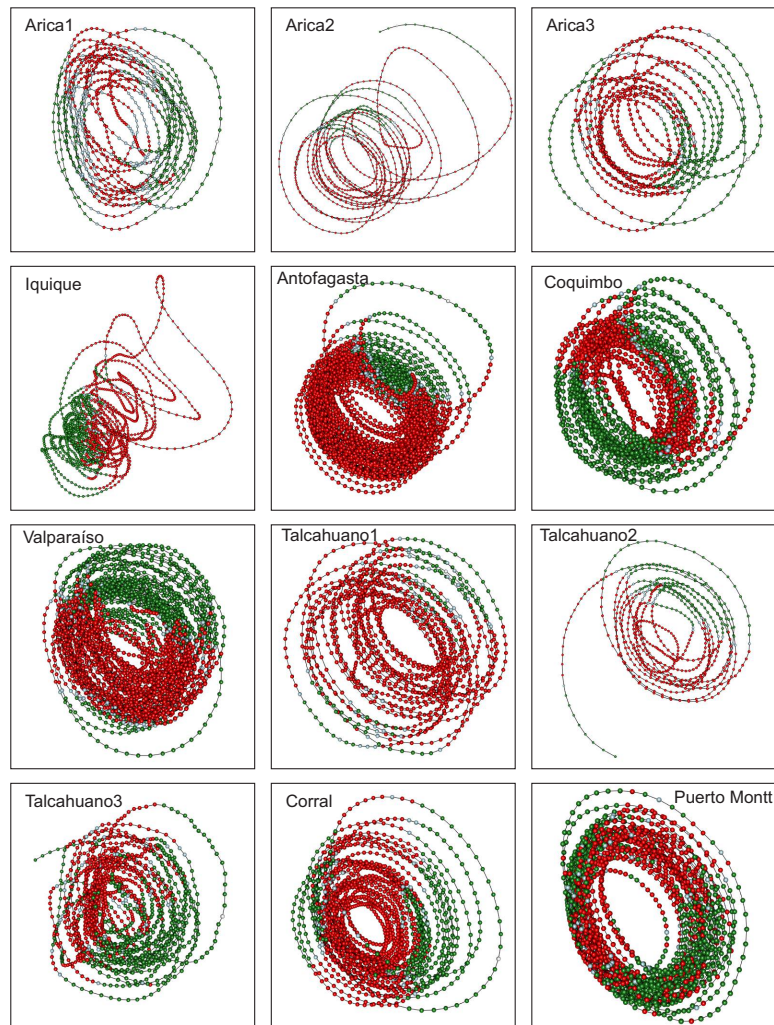 Arica1
Arica2
Arica3
Iquique
Antofagasta
Coquimbo
Valparaíso
Talcahuano1
Talcahuano2
Talcahuano3
Corral
Puerto Montt